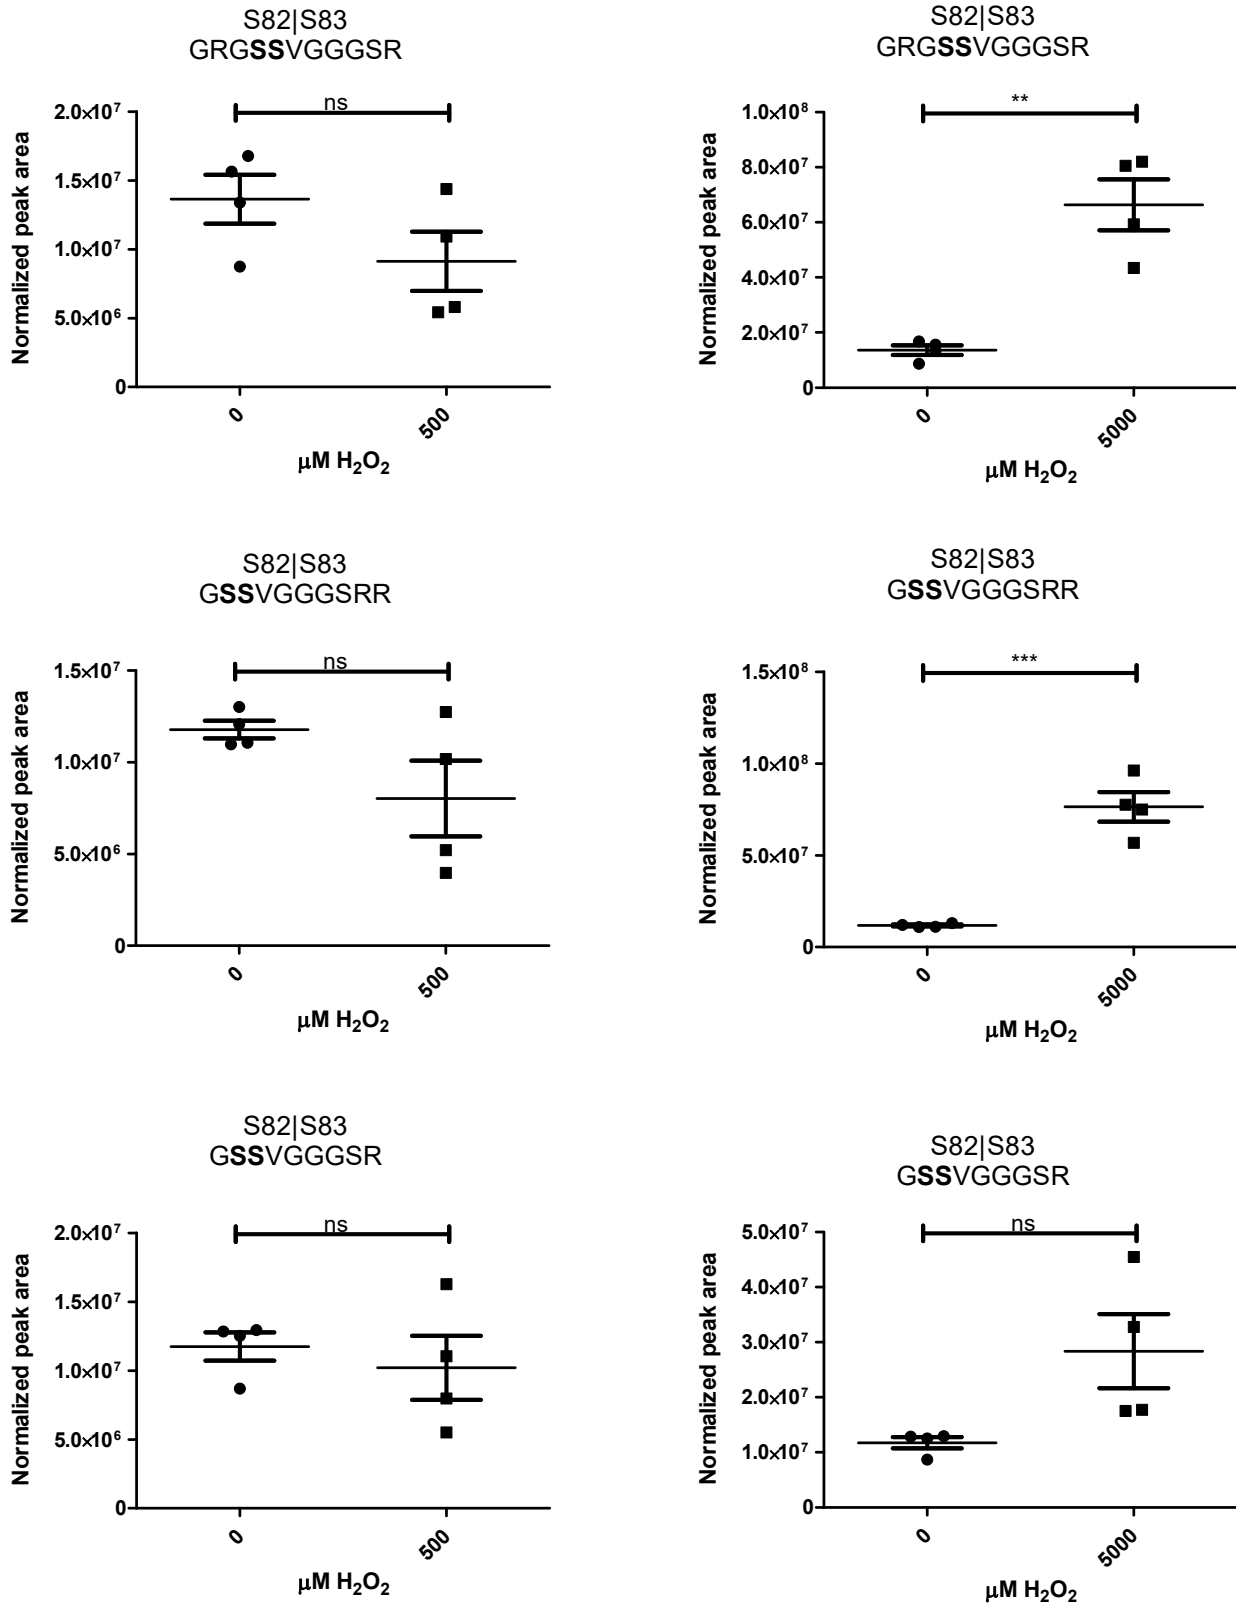 S82|S83
GRGSSVGGGSR
ns
2.0×10⁷
1.5×10⁷
1.0×10⁷
5.0×10⁶
0
Normalized peak area
0
500
μM H₂O₂
S82|S83
GRGSSVGGGSR
**
1.0×10⁸
8.0×10⁷
6.0×10⁷
4.0×10⁷
2.0×10⁷
0
Normalized peak area
0
5000
μM H₂O₂
S82|S83
GSSVGGGSRR
ns
1.5×10⁷
1.0×10⁷
5.0×10⁶
0
Normalized peak area
0
500
μM H₂O₂
S82|S83
GSSVGGGSRR
***
1.5×10⁸
1.0×10⁸
5.0×10⁷
0
Normalized peak area
0
5000
μM H₂O₂
S82|S83
GSSVGGGSR
ns
2.0×10⁷
1.5×10⁷
1.0×10⁷
5.0×10⁶
0
Normalized peak area
0
500
μM H₂O₂
S82|S83
GSSVGGGSR
ns
5.0×10⁷
4.0×10⁷
3.0×10⁷
2.0×10⁷
1.0×10⁷
0
Normalized peak area
0
5000
μM H₂O₂